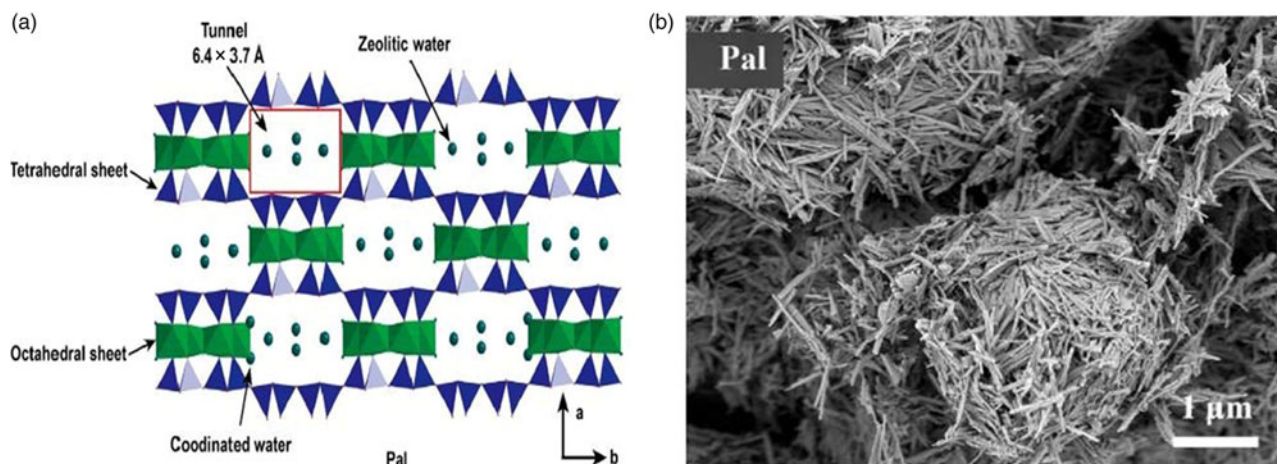 (a)
Tunnel
6.4 × 3.7 Å
Zeolitic water
Tetrahedral sheet
Octahedral sheet
Coodinated water
Pal
a
b
(b)
Pal
1 µm